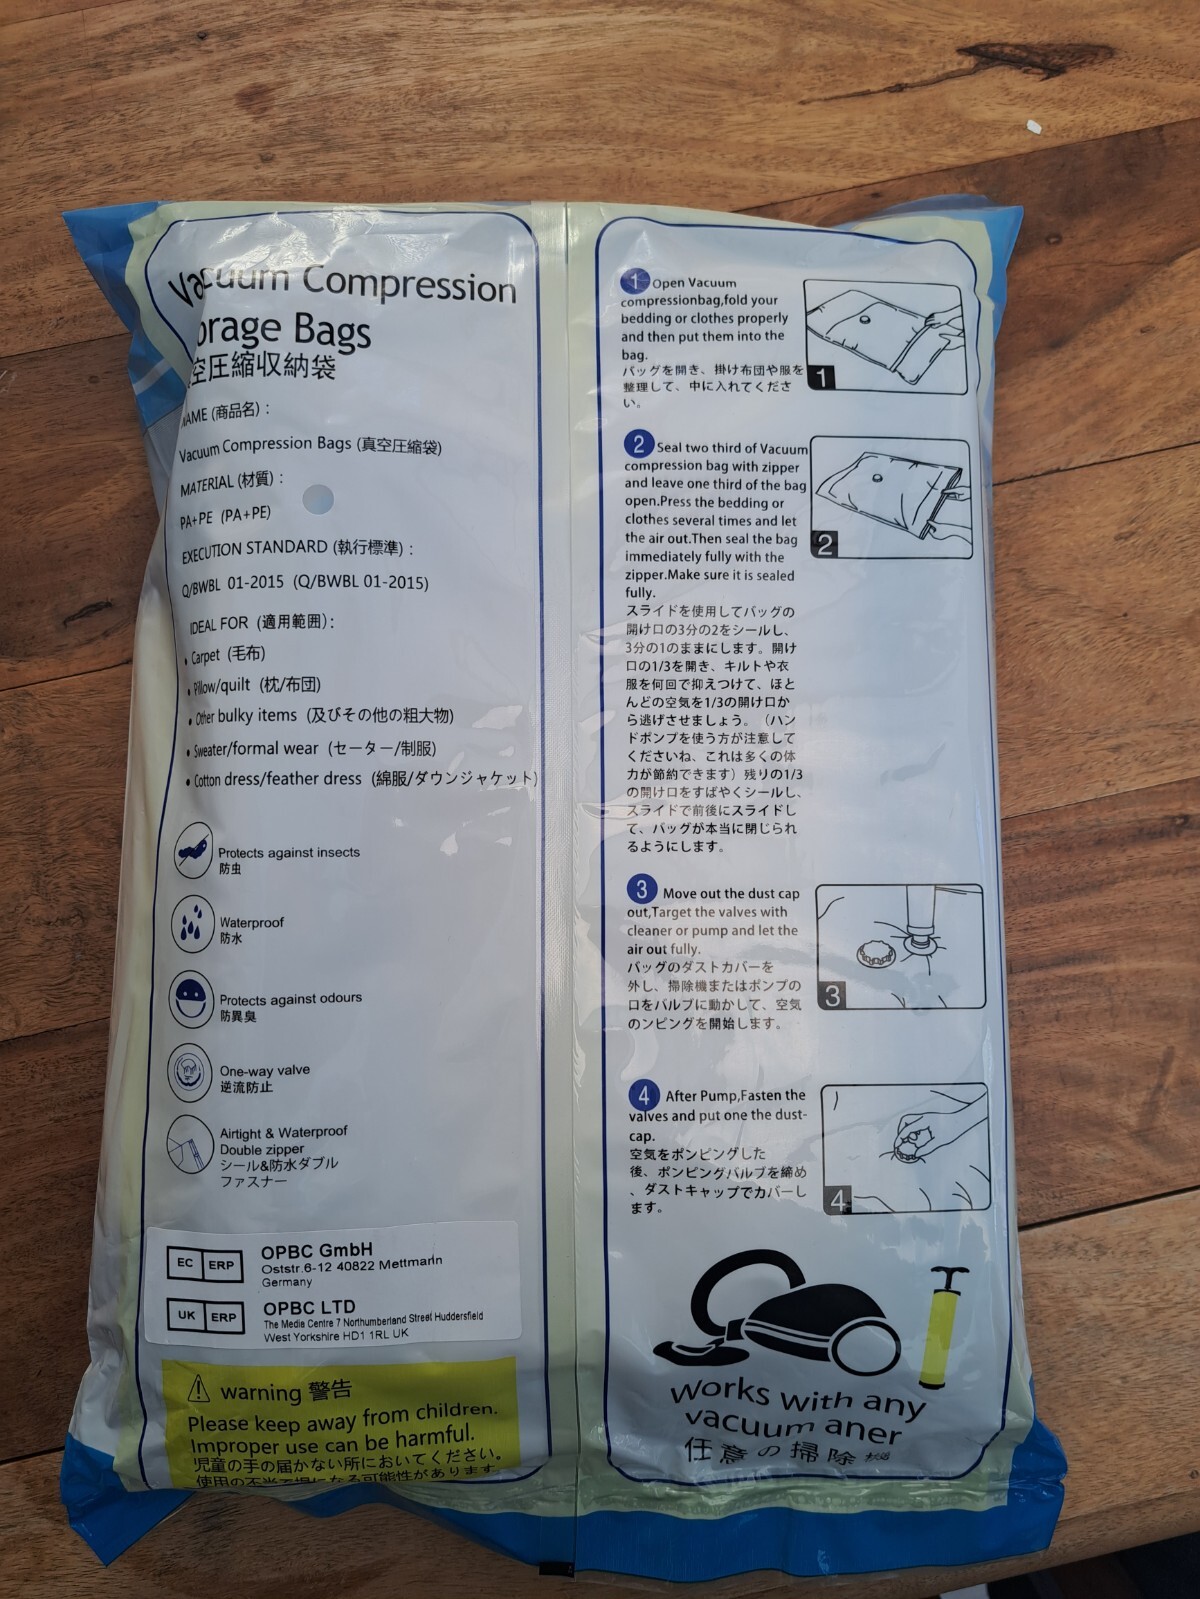 Vacuum Compression
orage Bags
空圧縮収納袋
NAME (商品名) :
Vacuum Compression Bags (真空圧縮袋)
MATERIAL (材質) :
PA+PE (PA+PE)
EXECUTION STANDARD (執行標準) :
Q/BWBL 01-2015 (Q/BWBL 01-2015)
IDEAL FOR (適用範囲) :
• Carpet (毛布)
• Pillow/quilt (枕/布団)
• Other bulky items (及びその他の粗大物)
• Sweater/formal wear (セーター/制服)
• Cotton dress/feather dress (綿服/ダウンジャケット)
Protects against insects
防虫
Waterproof
防水
Protects against odours
防異臭
One-way valve
逆流防止
Airtight & Waterproof
Double zipper
シール&防水ダブル
ファスナー
EC ERP
OPBC GmbH
Oststr.6-12 40822 Mettmann
Germany
UK ERP
OPBC LTD
The Media Centre 7 Northumberland Street Huddersfield
West Yorkshire HD1 1RL UK
warning 警告
Please keep away from children.
Improper use can be harmful.
児童の手の届かない所においてください。
使用の不当で損になる可能性があります
1 Open Vacuum
compressionbag,fold your
bedding or clothes properly
and then put them into the
bag.
バッグを開き、掛け布団や服を
整理して、中に入れてくださ
い。
1
2 Seal two third of Vacuum
compression bag with zipper
and leave one third of the bag
open.Press the bedding or
clothes several times and let
the air out.Then seal the bag
immediately fully with the
zipper.Make sure it is sealed
fully.
スライドを使用してバッグの
開け口の3分の2をシールし、
3分の1のままにします。開け
口の1/3を開き、キルトや衣
服を何回で抑えつけて、ほと
んどの空気を1/3の開け口か
ら逃げさせましょう。（ハン
ドポンプを使う方が注意して
くださいね、これは多くの体
力が節約できます）残りの1/3
の開け口をすばやくシールし、
スライドで前後にスライドし
て、バッグが本当に閉じられ
るようにします。
2
3 Move out the dust cap
out,Target the valves with
cleaner or pump and let the
air out fully.
バッグのダストカバーを
外し、掃除機またはポンプの
口をバルブに動かして、空気
のンピングを開始します。
3
4 After Pump,Fasten the
valves and put one the dust-
cap.
空気をポンピングした
後、ポンピングバルブを締め
、ダストキャップでカバーし
ます。
4
Works with any
vacuum aner
任意の掃除機